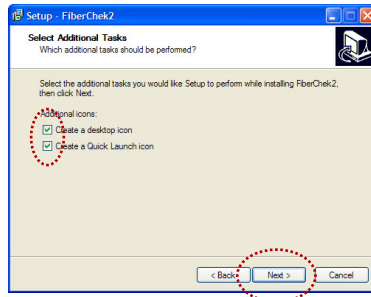 Setup - FiberChek2
Select Additional Tasks
Which additional tasks should be performed?
Select the additional tasks you would like Setup to perform while installing FiberChek2,
then click Next.
Additional icons:
Create a desktop icon
Create a Quick Launch icon
< Back
Next >
Cancel